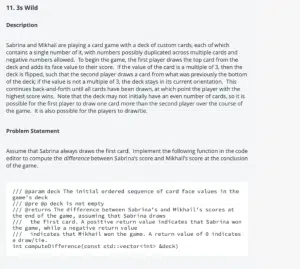 11. 3s Wild
Description
Sabrina and Mikhail are playing a card game with a deck of custom cards, each of which
contains a single number of it, with numbers possibly duplicated across multiple cards and
negative numbers allowed. To begin the game, the first player draws the top card from the
deck and adds its face value to their score. If the value of the card is a multiple of 3, then the
deck is flipped, such that the second player draws a card from what was previously the bottom
of the deck; if the value is not a multiple of 3, the deck stays in its current orientation. This
continues back-and-forth until all cards have been drawn, at which point the player with the
highest score wins. Note that the deck may not initially have an even number of cards, so it is
possible for the first player to draw one card more than the second player over the course of
the game. It is also possible for the players to draw/tie.
Problem Statement
Assume that Sabrina always draws the first card. Implement the following function in the code
editor to compute the difference between Sabrina's score and Mikhail's score at the conclusion
of the game.
/// @param deck The initial ordered sequence of card face values in the
game's deck
/// @pre @p deck is not empty
/// @returns The difference between Sabrina's and Mikhail's scores at
the end of the game, assuming that Sabrina draws
/// the first card. A positive return value indicates that Sabrina won
the game, while a negative return value
/// indicates that Mikhail won the game. A return value of 0 indicates
a draw/tie.
int computeDifference(const std::vector<int> &deck)